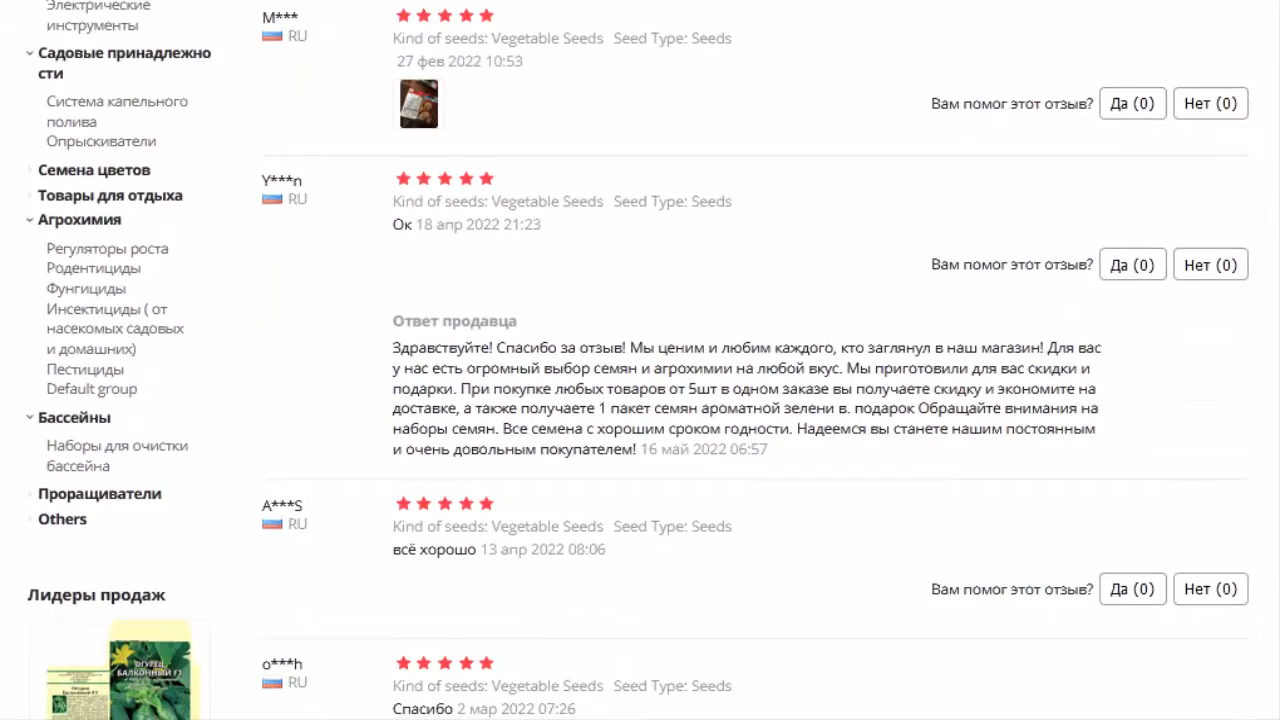 Электрические
инструменты
Садовые принадлежно
сти
Система капельного
полива
Опрыскиватели
Семена цветов
Товары для отдыха
Агрохимия
Регуляторы роста
Родентициды
Фунгициды
Инсектициды ( от
насекомых садовых
и домашних)
Пестициды
Default group
Бассейны
Наборы для очистки
бассейна
Проращиватели
Others
Лидеры продаж
ОГУРЕЦ
БАЛКОННЫЙ F1
M***
RU
Kind of seeds: Vegetable Seeds Seed Type: Seeds
27 фев 2022 10:53
Вам помог этот отзыв? Да (0) Нет (0)
Y***n
RU
Kind of seeds: Vegetable Seeds Seed Type: Seeds
Ок 18 апр 2022 21:23
Вам помог этот отзыв? Да (0) Нет (0)
Ответ продавца
Здравствуйте! Спасибо за отзыв! Мы ценим и любим каждого, кто заглянул в наш магазин! Для вас
у нас есть огромный выбор семян и агрохимии на любой вкус. Мы приготовили для вас скидки и
подарки. При покупке любых товаров от 5шт в одном заказе вы получаете скидку и экономите на
доставке, а также получаете 1 пакет семян ароматной зелени в. подарок Обращайте внимания на
наборы семян. Все семена с хорошим сроком годности. Надеемся вы станете нашим постоянным
и очень довольным покупателем! 16 май 2022 06:57
A***S
RU
Kind of seeds: Vegetable Seeds Seed Type: Seeds
всё хорошо 13 апр 2022 08:06
Вам помог этот отзыв? Да (0) Нет (0)
o***h
RU
Kind of seeds: Vegetable Seeds Seed Type: Seeds
Спасибо 2 мар 2022 07:26